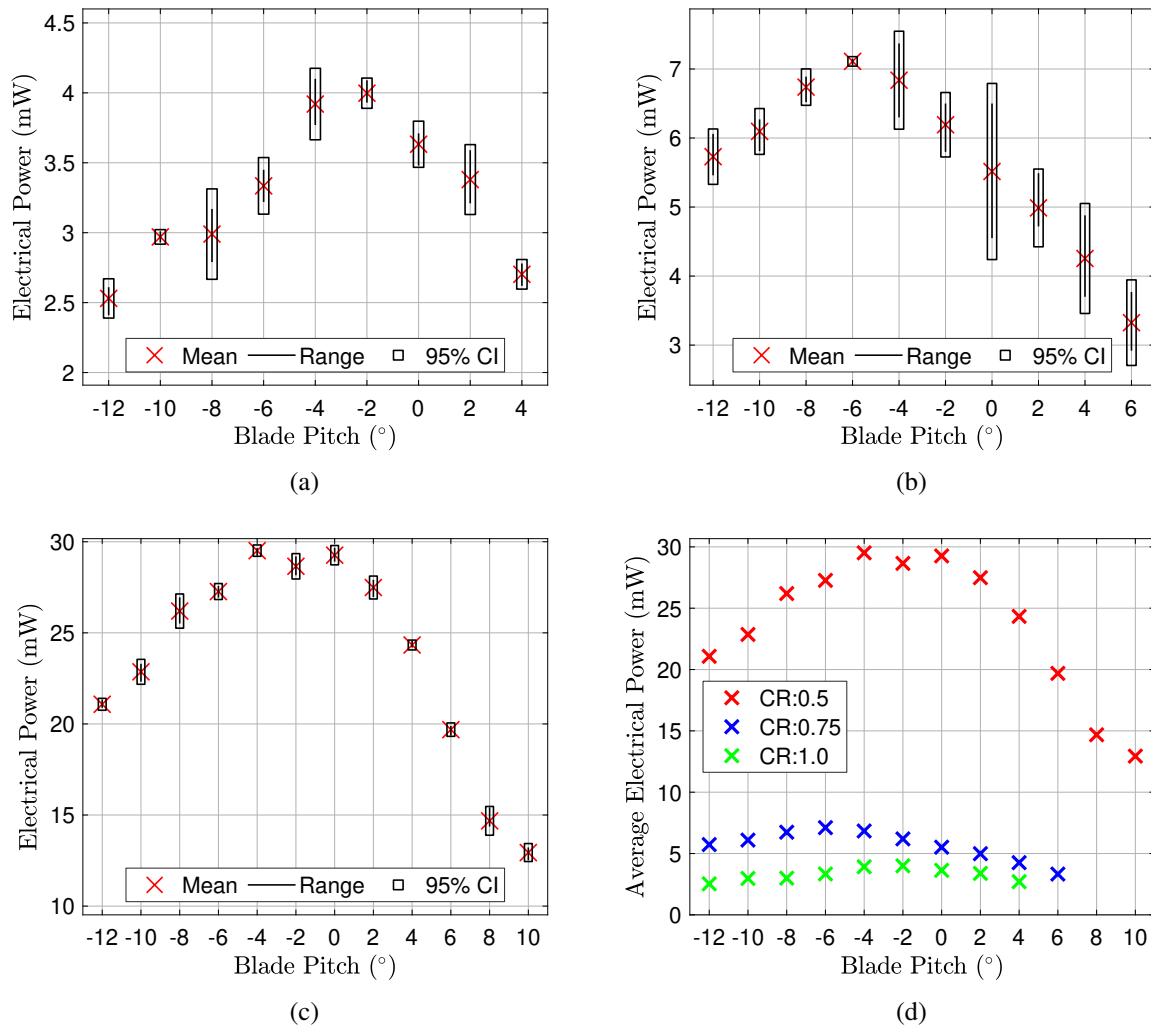 4.5
4
3.5
3
2.5
2
Electrical Power (mW)
Mean Range 95% CI
-12 -10 -8 -6 -4 -2 0 2 4
Blade Pitch (°)
(a)
7
6
5
4
3
Electrical Power (mW)
Mean Range 95% CI
-12 -10 -8 -6 -4 -2 0 2 4 6
Blade Pitch (°)
(b)
30
25
20
15
10
Electrical Power (mW)
Mean Range 95% CI
-12 -10 -8 -6 -4 -2 0 2 4 6 8 10
Blade Pitch (°)
(c)
30
25
20
15
10
5
0
Average Electrical Power (mW)
CR:0.5
CR:0.75
CR:1.0
-12 -10 -8 -6 -4 -2 0 2 4 6 8 10
Blade Pitch (°)
(d)